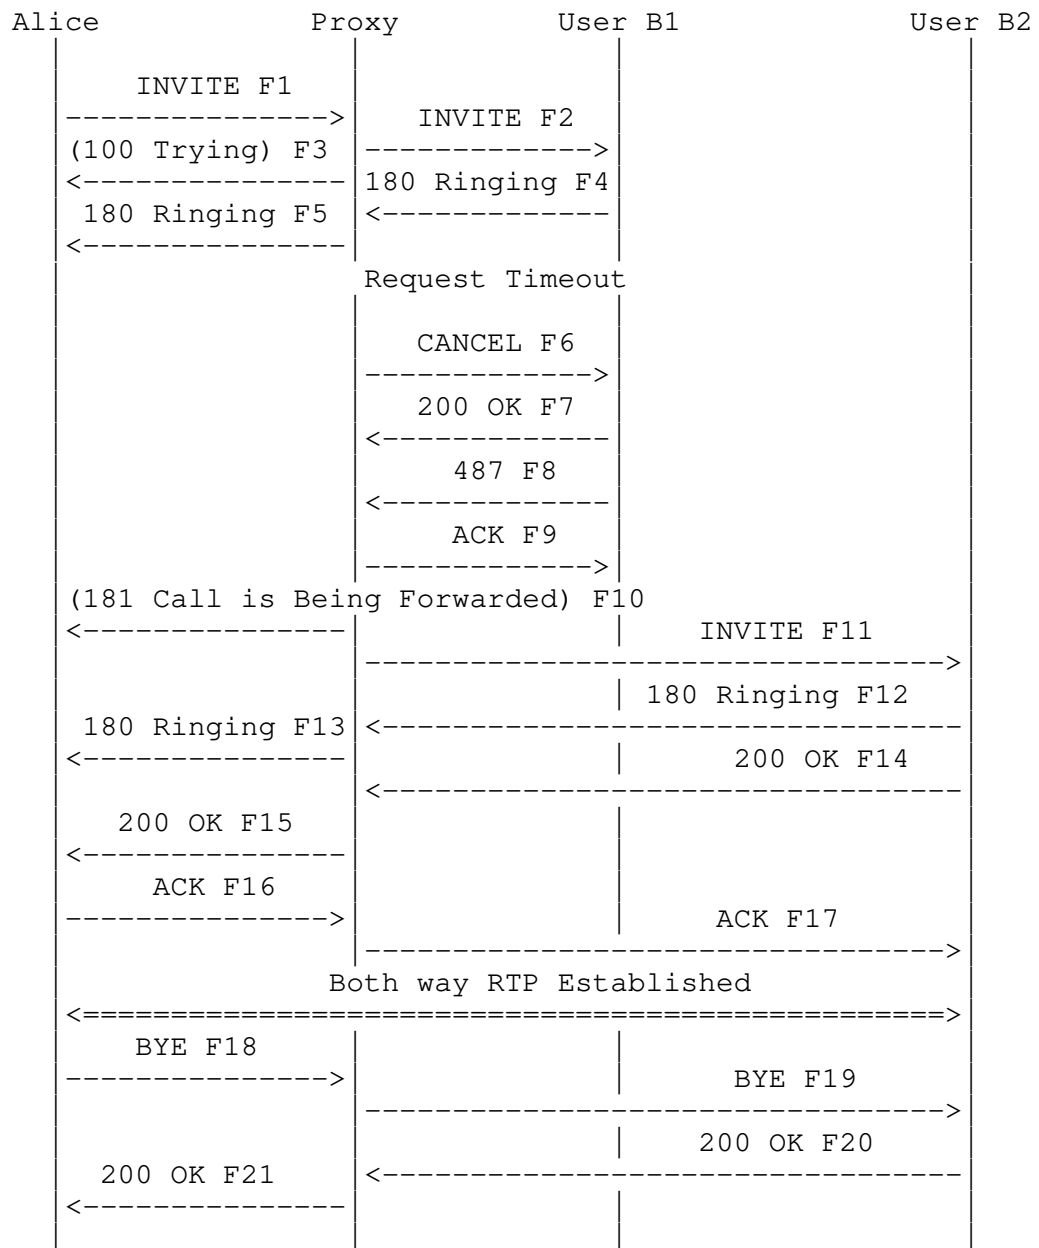 Alice Proxy User B1 User B2
INVITE F1
INVITE F2
(100 Trying) F3
180 Ringing F4
180 Ringing F5
Request Timeout
CANCEL F6
200 OK F7
487 F8
ACK F9
(181 Call is Being Forwarded) F10
INVITE F11
180 Ringing F12
180 Ringing F13
200 OK F14
200 OK F15
ACK F16
ACK F17
Both way RTP Established
BYE F18
BYE F19
200 OK F20
200 OK F21